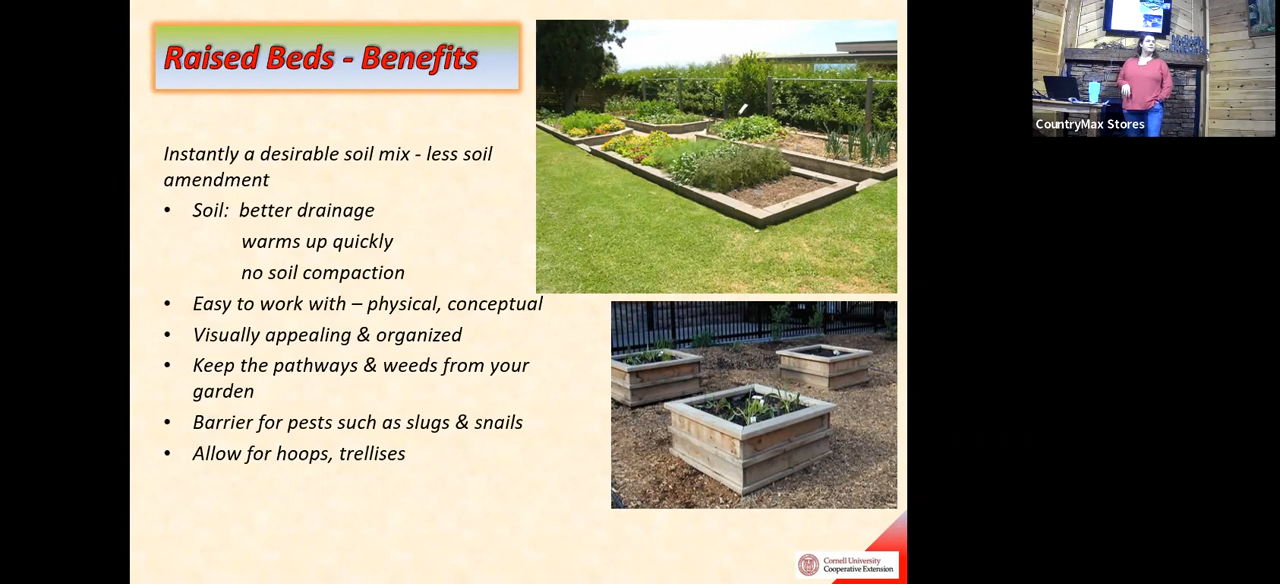 Raised Beds - Benefits
Instantly a desirable soil mix - less soil
amendment
• Soil: better drainage
warms up quickly
no soil compaction
• Easy to work with – physical, conceptual
• Visually appealing & organized
• Keep the pathways & weeds from your
garden
• Barrier for pests such as slugs & snails
• Allow for hoops, trellises
Cornell University
Cooperative Extension
CountryMax Stores